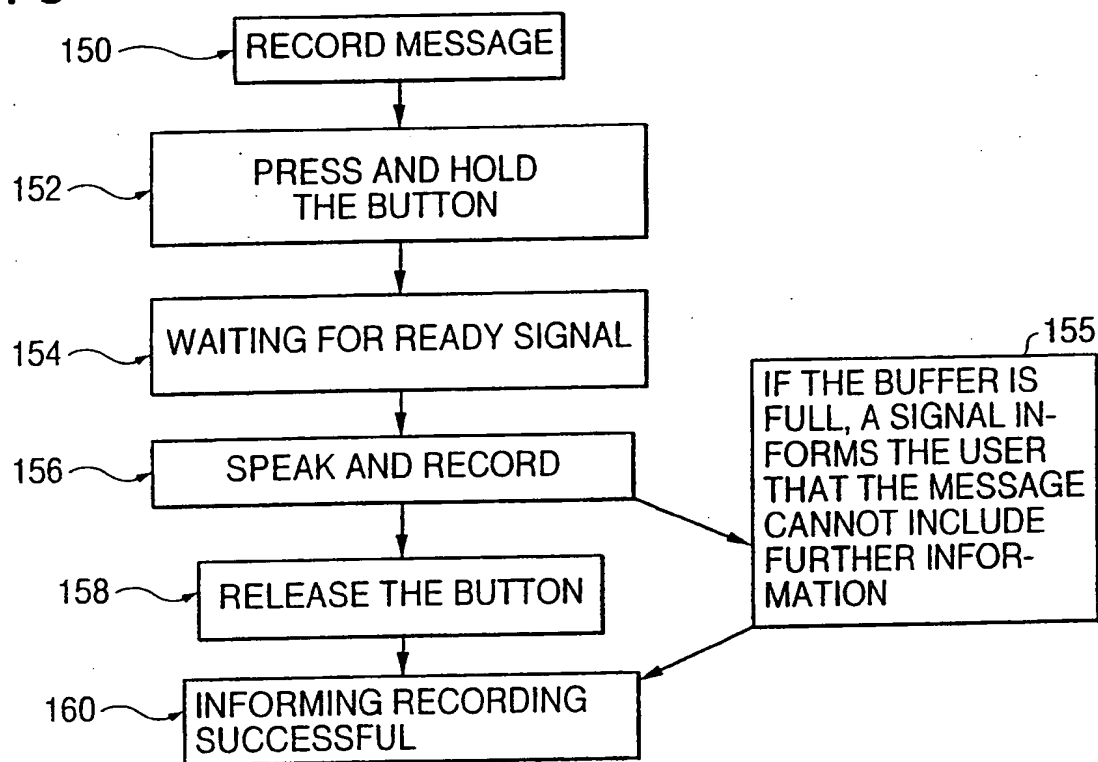 150
RECORD MESSAGE
152
PRESS AND HOLD
THE BUTTON
154
WAITING FOR READY SIGNAL
155
IF THE BUFFER IS
FULL, A SIGNAL IN-
FORMS THE USER
THAT THE MESSAGE
CANNOT INCLUDE
FURTHER INFOR-
MATION
156
SPEAK AND RECORD
158
RELEASE THE BUTTON
160
INFORMING RECORDING
SUCCESSFUL